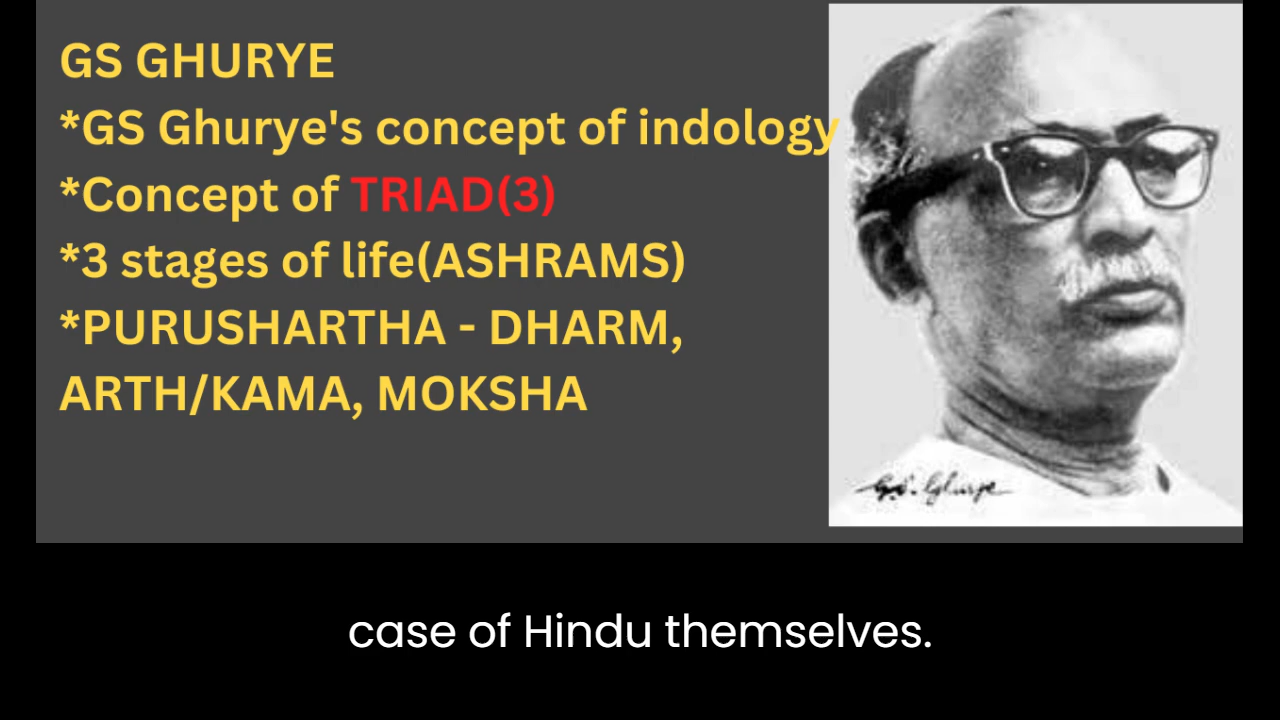 GS GHURYE
*GS Ghurye's concept of indology
*Concept of TRIAD(3)
*3 stages of life(ASHRAMS)
*PURUSHARTHA - DHARM,
ARTH/KAMA, MOKSHA
G.S. Ghurye
case of Hindu themselves.